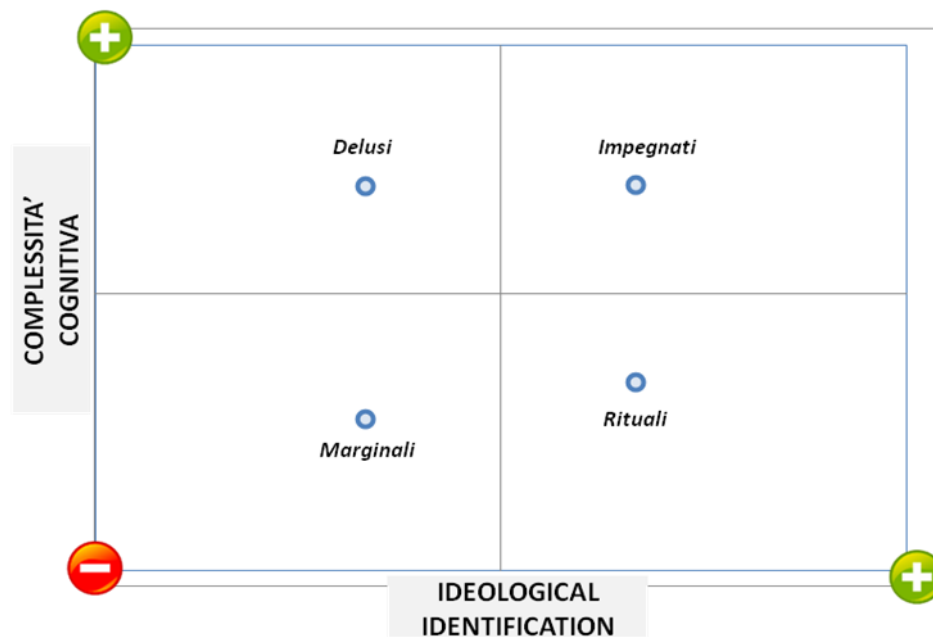 Delusi
Impegnati
COMPLESSITA’
COGNITIVA
Marginali
Rituali
IDEOLOGICAL
IDENTIFICATION